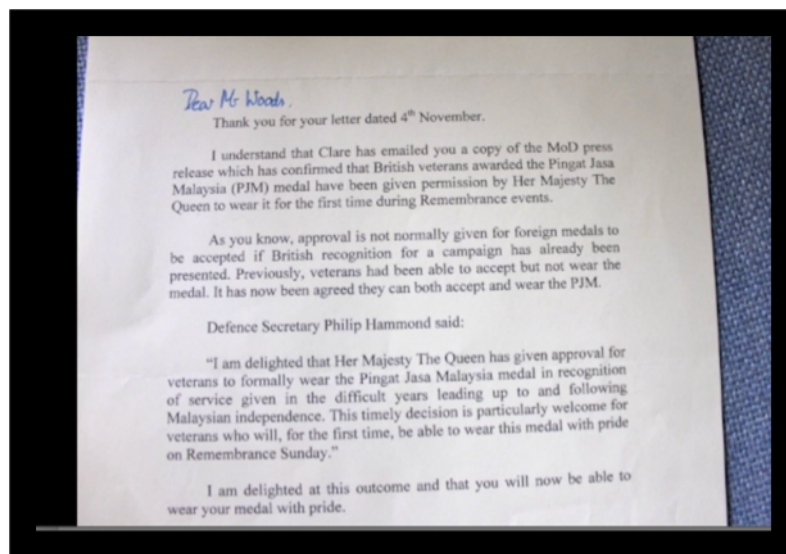 Dear Mr Woods.
Thank you for your letter dated 4th November.
I understand that Clare has emailed you a copy of the MoD press
release which has confirmed that British veterans awarded the Pingat Jasa
Malaysia (PJM) medal have been given permission by Her Majesty The
Queen to wear it for the first time during Remembrance events.
As you know, approval is not normally given for foreign medals to
be accepted if British recognition for a campaign has already been
presented. Previously, veterans had been able to accept but not wear the
medal. It has now been agreed they can both accept and wear the PJM.
Defence Secretary Philip Hammond said:
“I am delighted that Her Majesty The Queen has given approval for
veterans to formally wear the Pingat Jasa Malaysia medal in recognition
of service given in the difficult years leading up to and following
Malaysian independence. This timely decision is particularly welcome for
veterans who will, for the first time, be able to wear this medal with pride
on Remembrance Sunday.”
I am delighted at this outcome and that you will now be able to
wear your medal with pride.